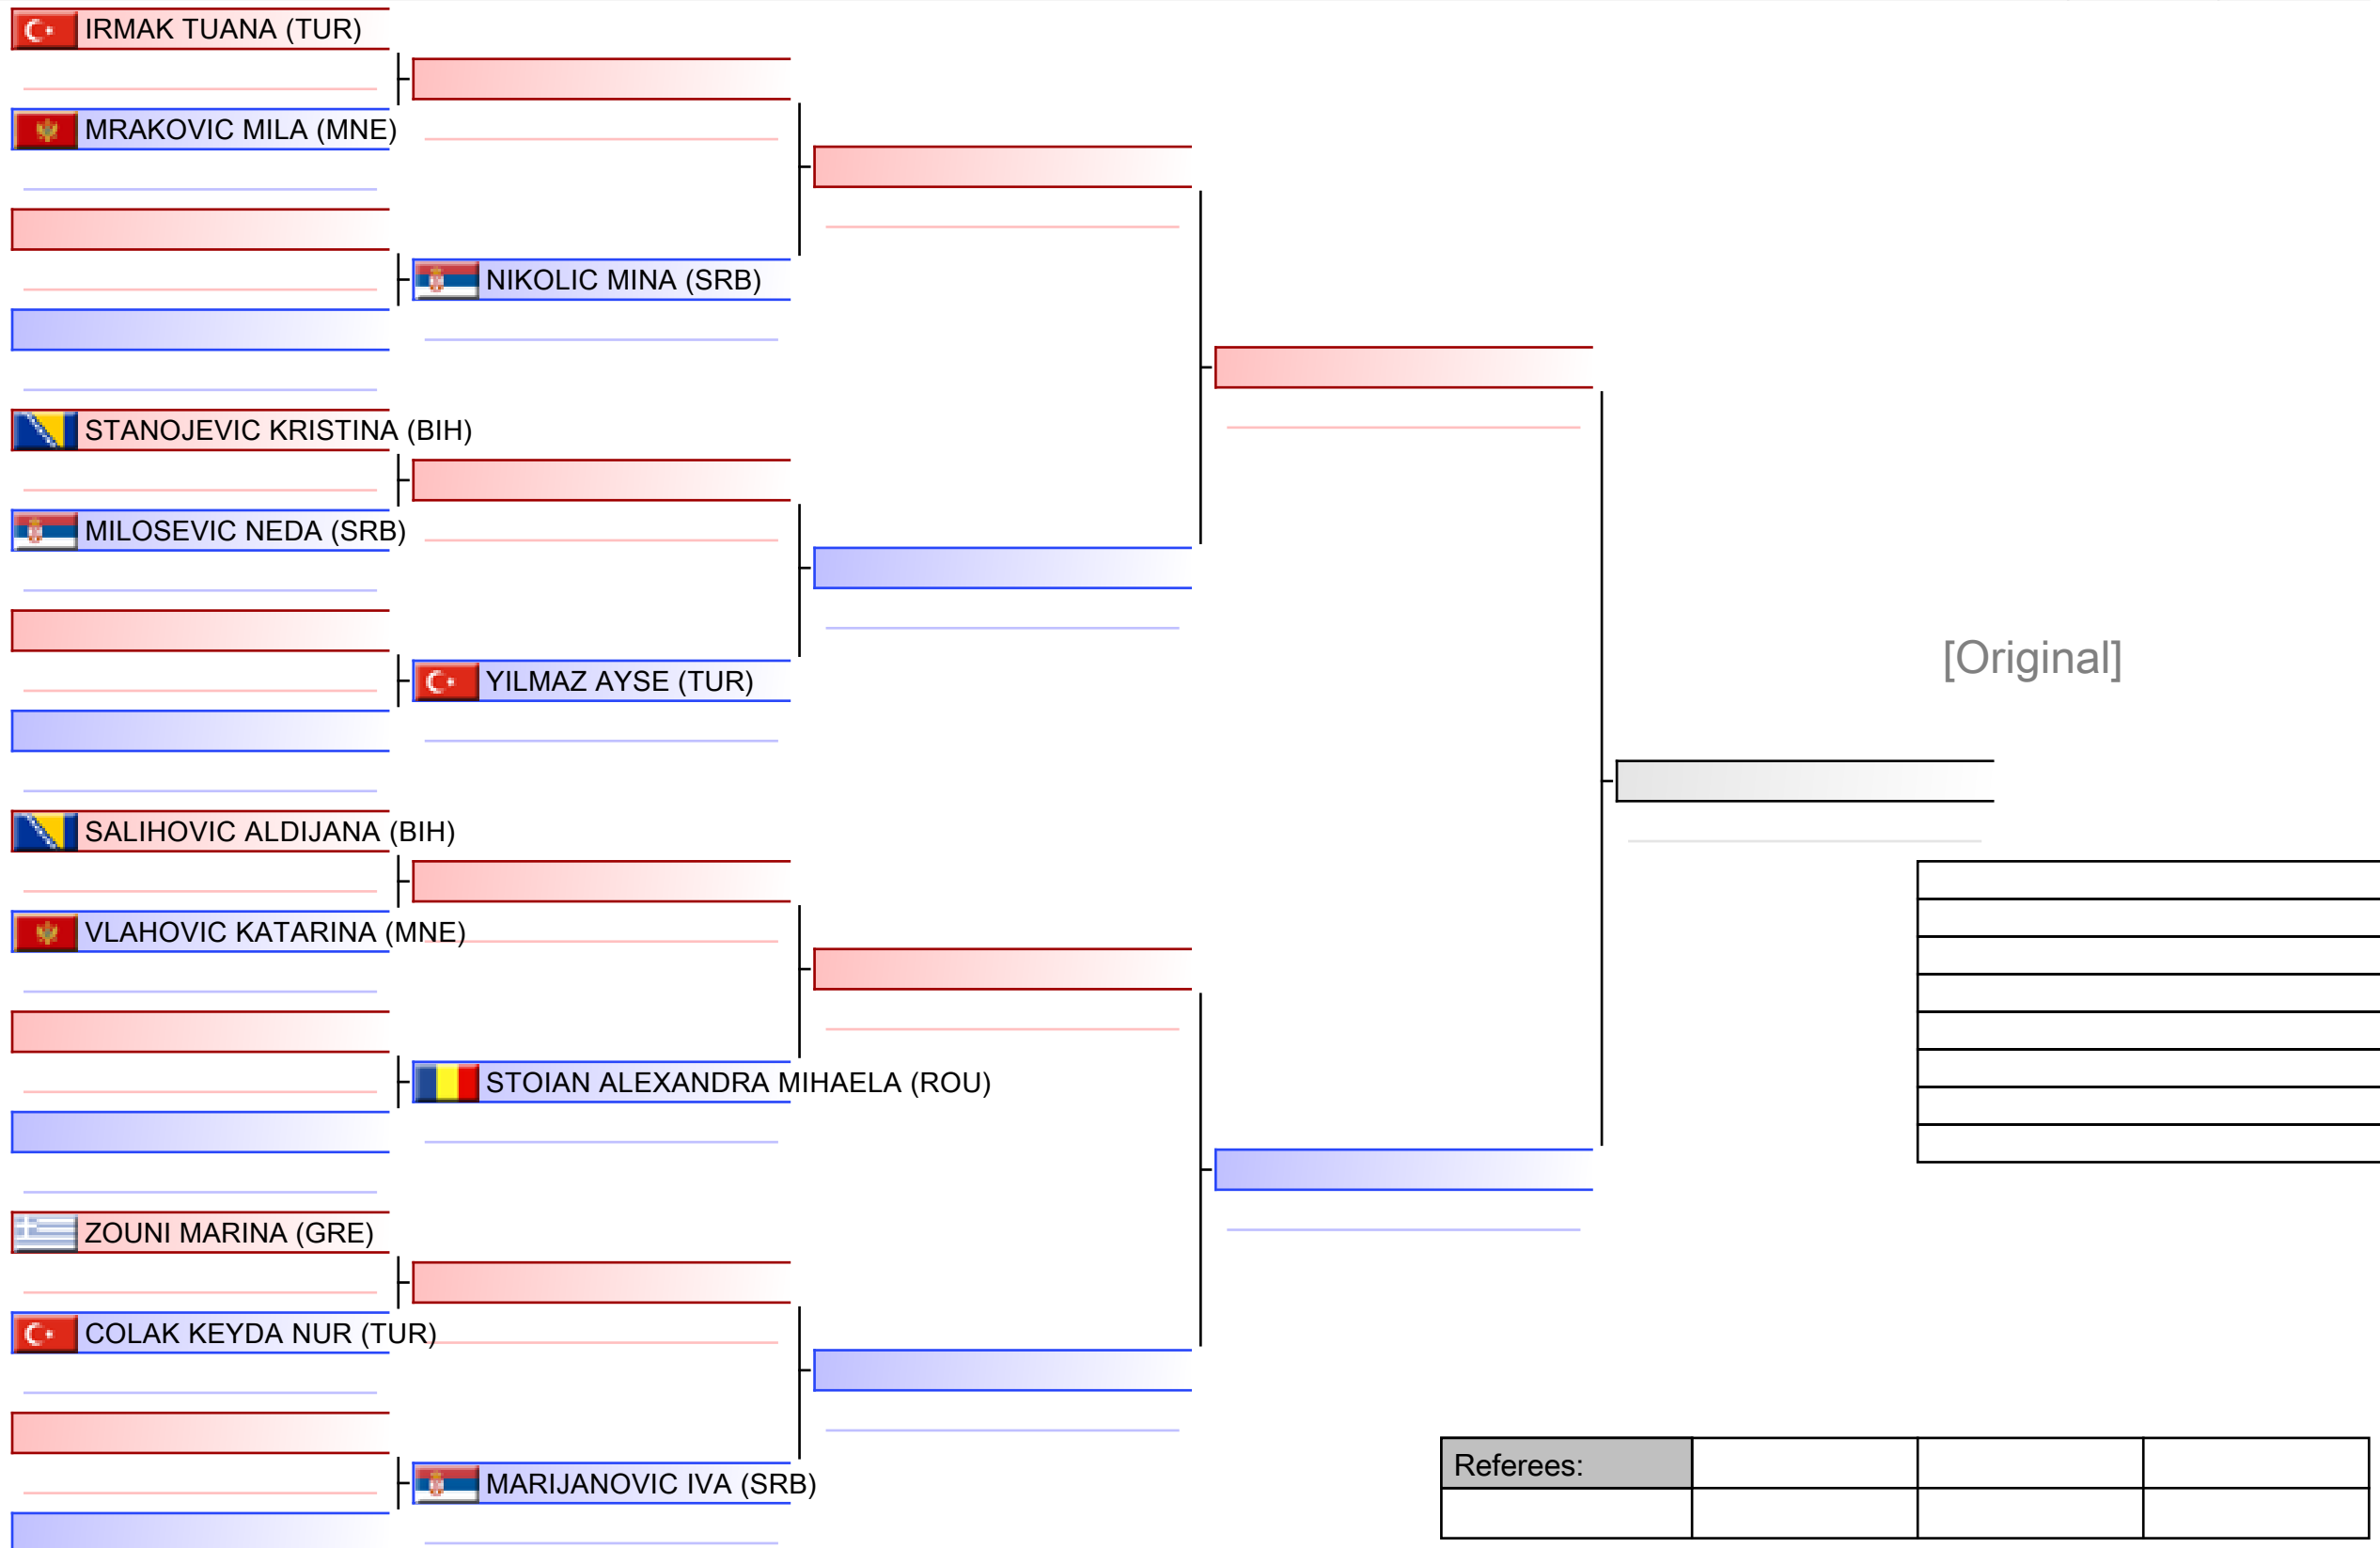 IRMAK TUANA (TUR)
MRAKOVIC MILA (MNE)
NIKOLIC MINA (SRB)
STANOJEVIC KRISTINA (BIH)
MILOSEVIC NEDA (SRB)
[Original]
YILMAZ AYSE (TUR)
SALIHOVIC ALDIJANA (BIH)
VLAHOVIC KATARINA (MNE)
STOIAN ALEXANDRA MIHAELA (ROU)
ZOUNI MARINA (GRE)
COLAK KEYDA NUR (TUR)
Referees:
MARIJANOVIC IVA (SRB)